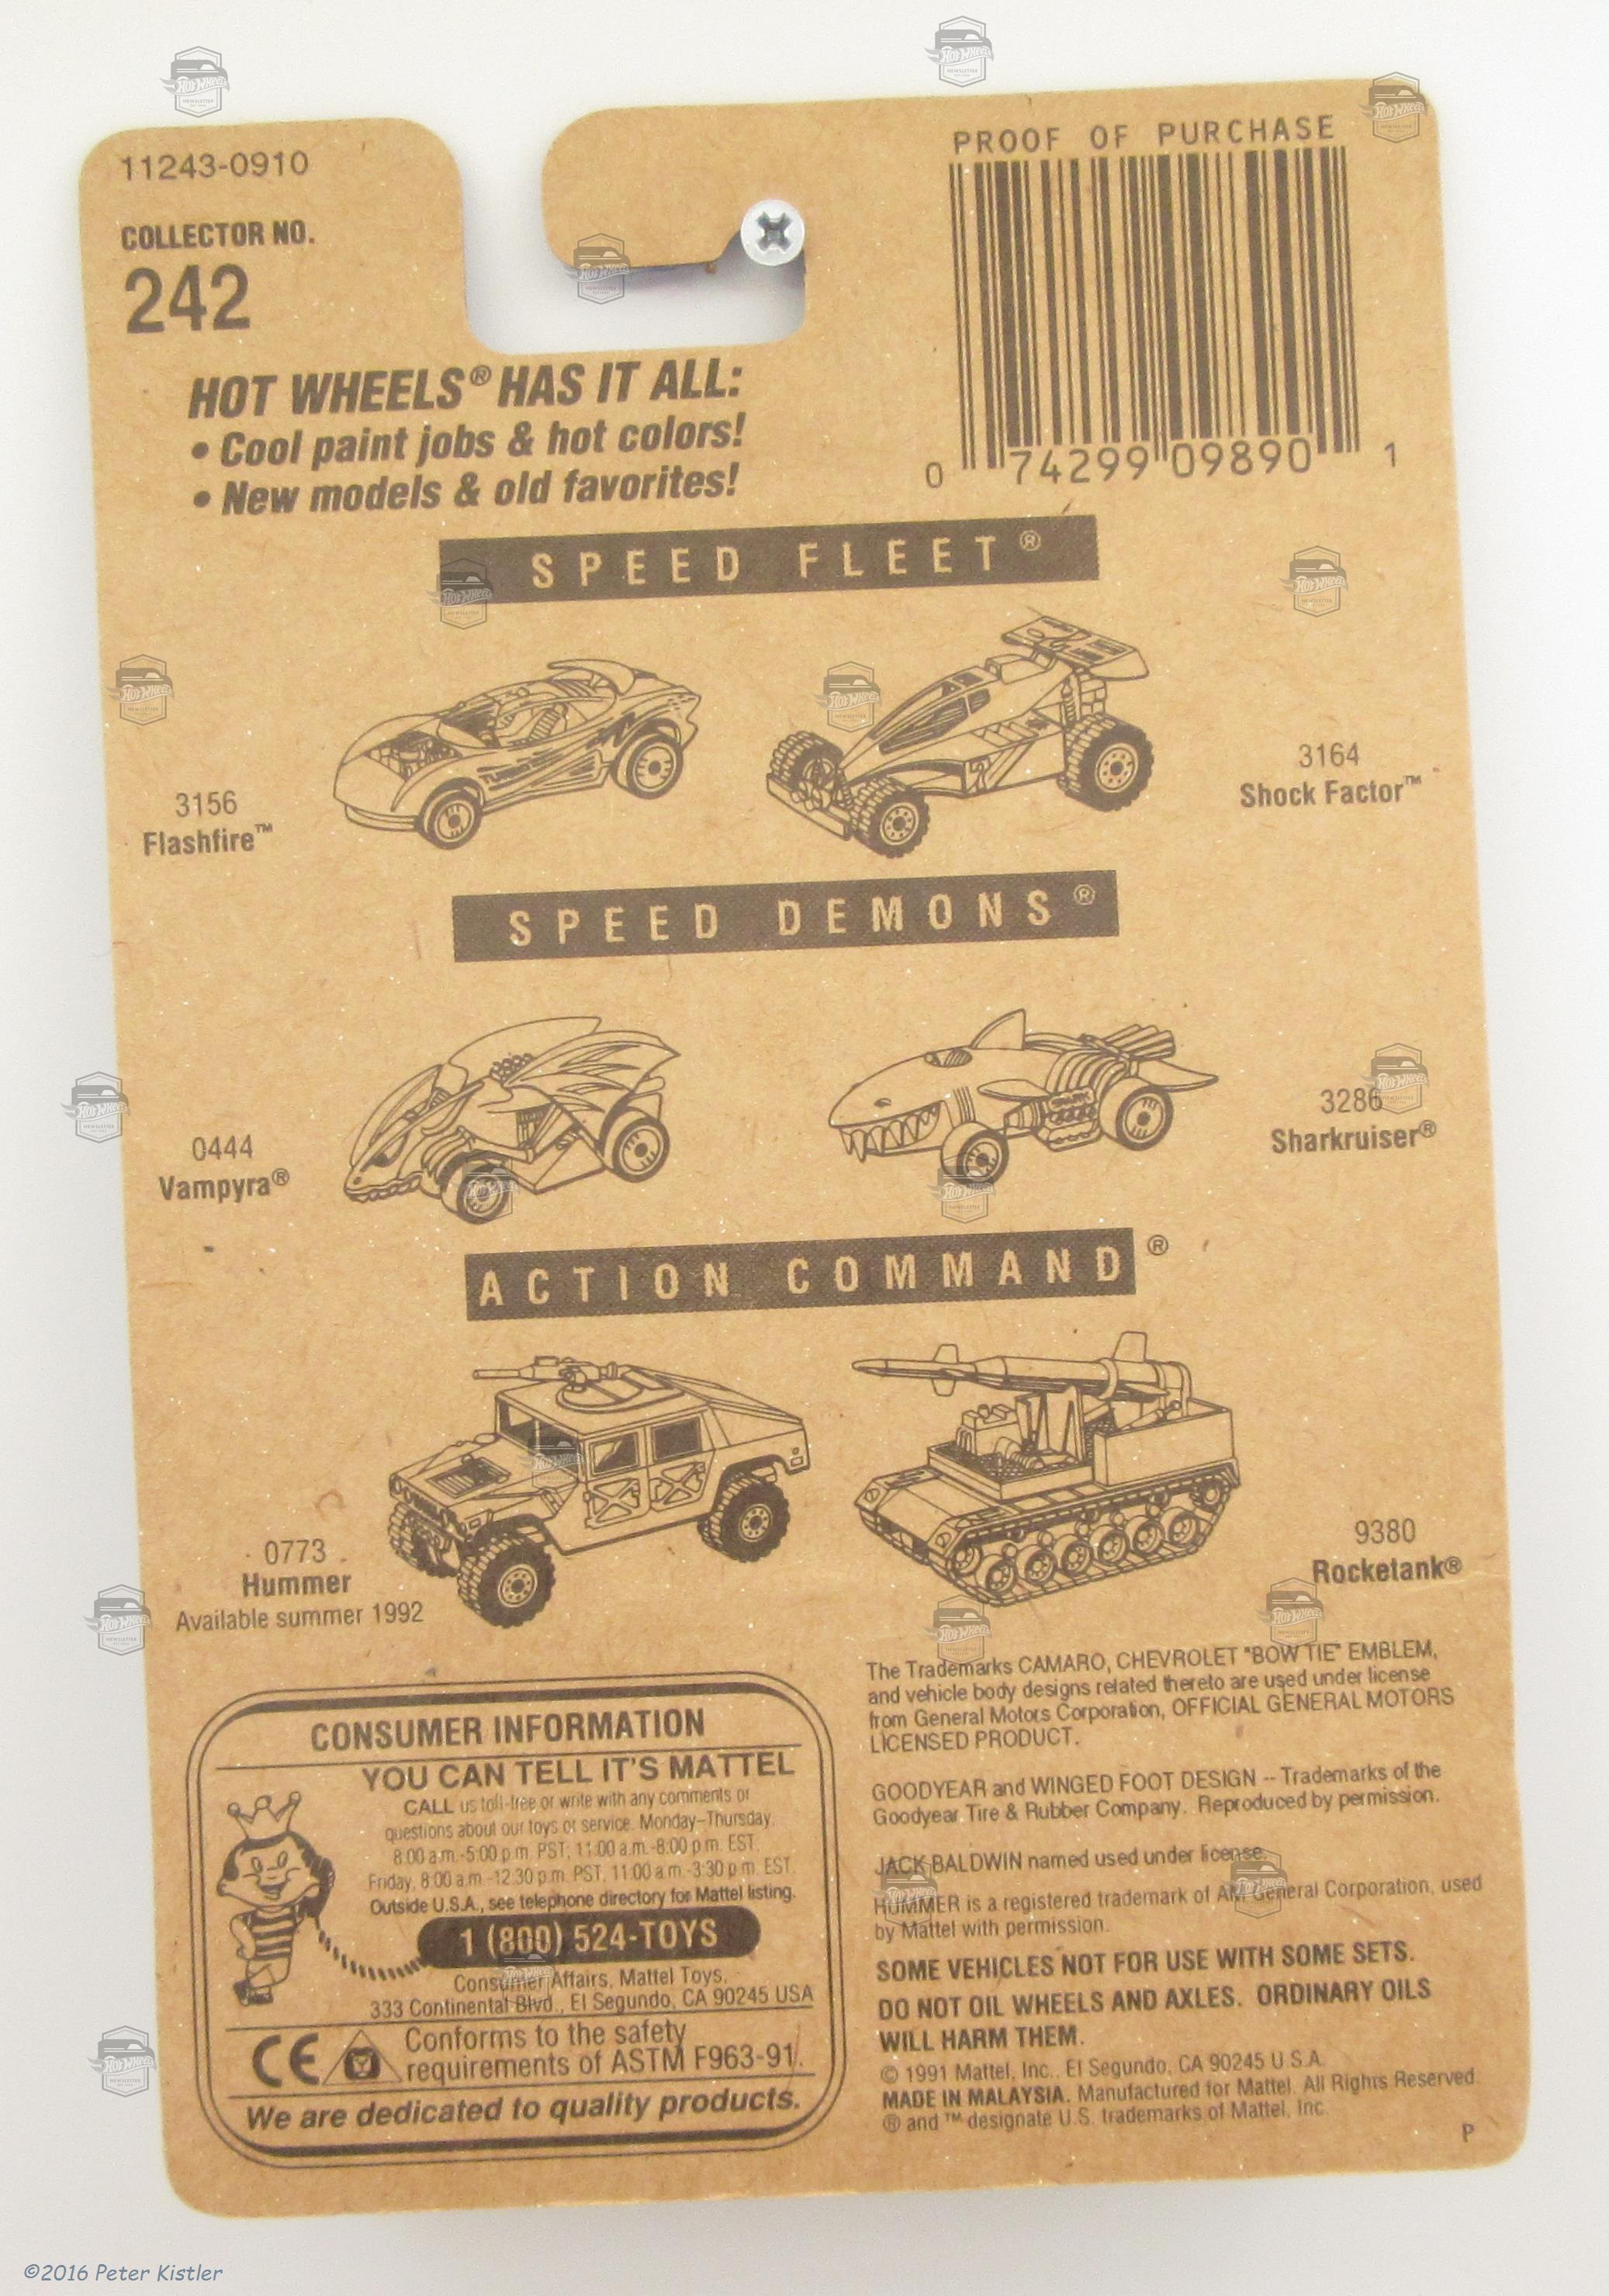 11243-0910
COLLECTOR NO.
242
PROOF OF PURCHASE
0 74299 09890 1
HOT WHEELS® HAS IT ALL:
• Cool paint jobs & hot colors!
• New models & old favorites!
SPEED FLEET®
3156
Flashfire™
3164
Shock Factor™
SPEED DEMONS®
0444
Vampyra®
3286
Sharkruiser®
ACTION COMMAND®
0773
Hummer
Available summer 1992
9380
Rocketank®
CONSUMER INFORMATION
YOU CAN TELL IT'S MATTEL
CALL us toll-free or write with any comments or
questions about our toys or service. Monday–Thursday,
8:00 a.m.-5:00 p.m. PST; 11:00 a.m.-8:00 p.m. EST.
Friday, 8:00 a.m.-12:30 p.m. PST, 11:00 a.m.-3:30 p.m. EST.
Outside U.S.A., see telephone directory for Mattel listing.
1 (800) 524-TOYS
Consumer Affairs, Mattel Toys,
333 Continental Blvd., El Segundo, CA 90245 USA
CE
Conforms to the safety
requirements of ASTM F963-91.
We are dedicated to quality products.
The Trademarks CAMARO, CHEVROLET "BOW TIE" EMBLEM,
and vehicle body designs related thereto are used under license
from General Motors Corporation, OFFICIAL GENERAL MOTORS
LICENSED PRODUCT.
GOODYEAR and WINGED FOOT DESIGN -- Trademarks of the
Goodyear Tire & Rubber Company. Reproduced by permission.
JACK BALDWIN named used under license.
HUMMER is a registered trademark of AM General Corporation, used
by Mattel with permission.
SOME VEHICLES NOT FOR USE WITH SOME SETS.
DO NOT OIL WHEELS AND AXLES. ORDINARY OILS
WILL HARM THEM.
© 1991 Mattel, Inc., El Segundo, CA 90245 U.S.A.
MADE IN MALAYSIA. Manufactured for Mattel. All Rights Reserved.
® and ™ designate U.S. trademarks of Mattel, Inc.
P
©2016 Peter Kistler